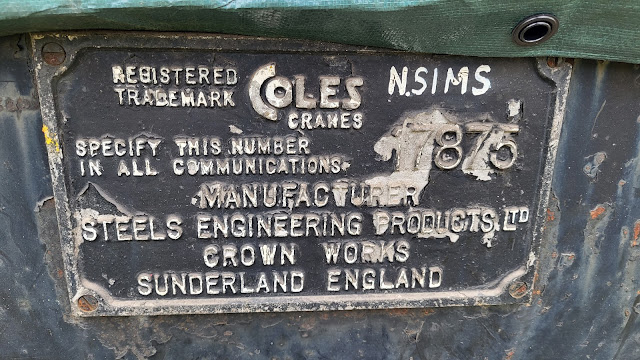 REGISTERED
TRADEMARK
COLES
CRANES
N.SIMS
SPECIFY THIS NUMBER
IN ALL COMMUNICATIONS
17875
MANUFACTURER
STEELS ENGINEERING PRODUCTS LTD
CROWN WORKS
SUNDERLAND ENGLAND